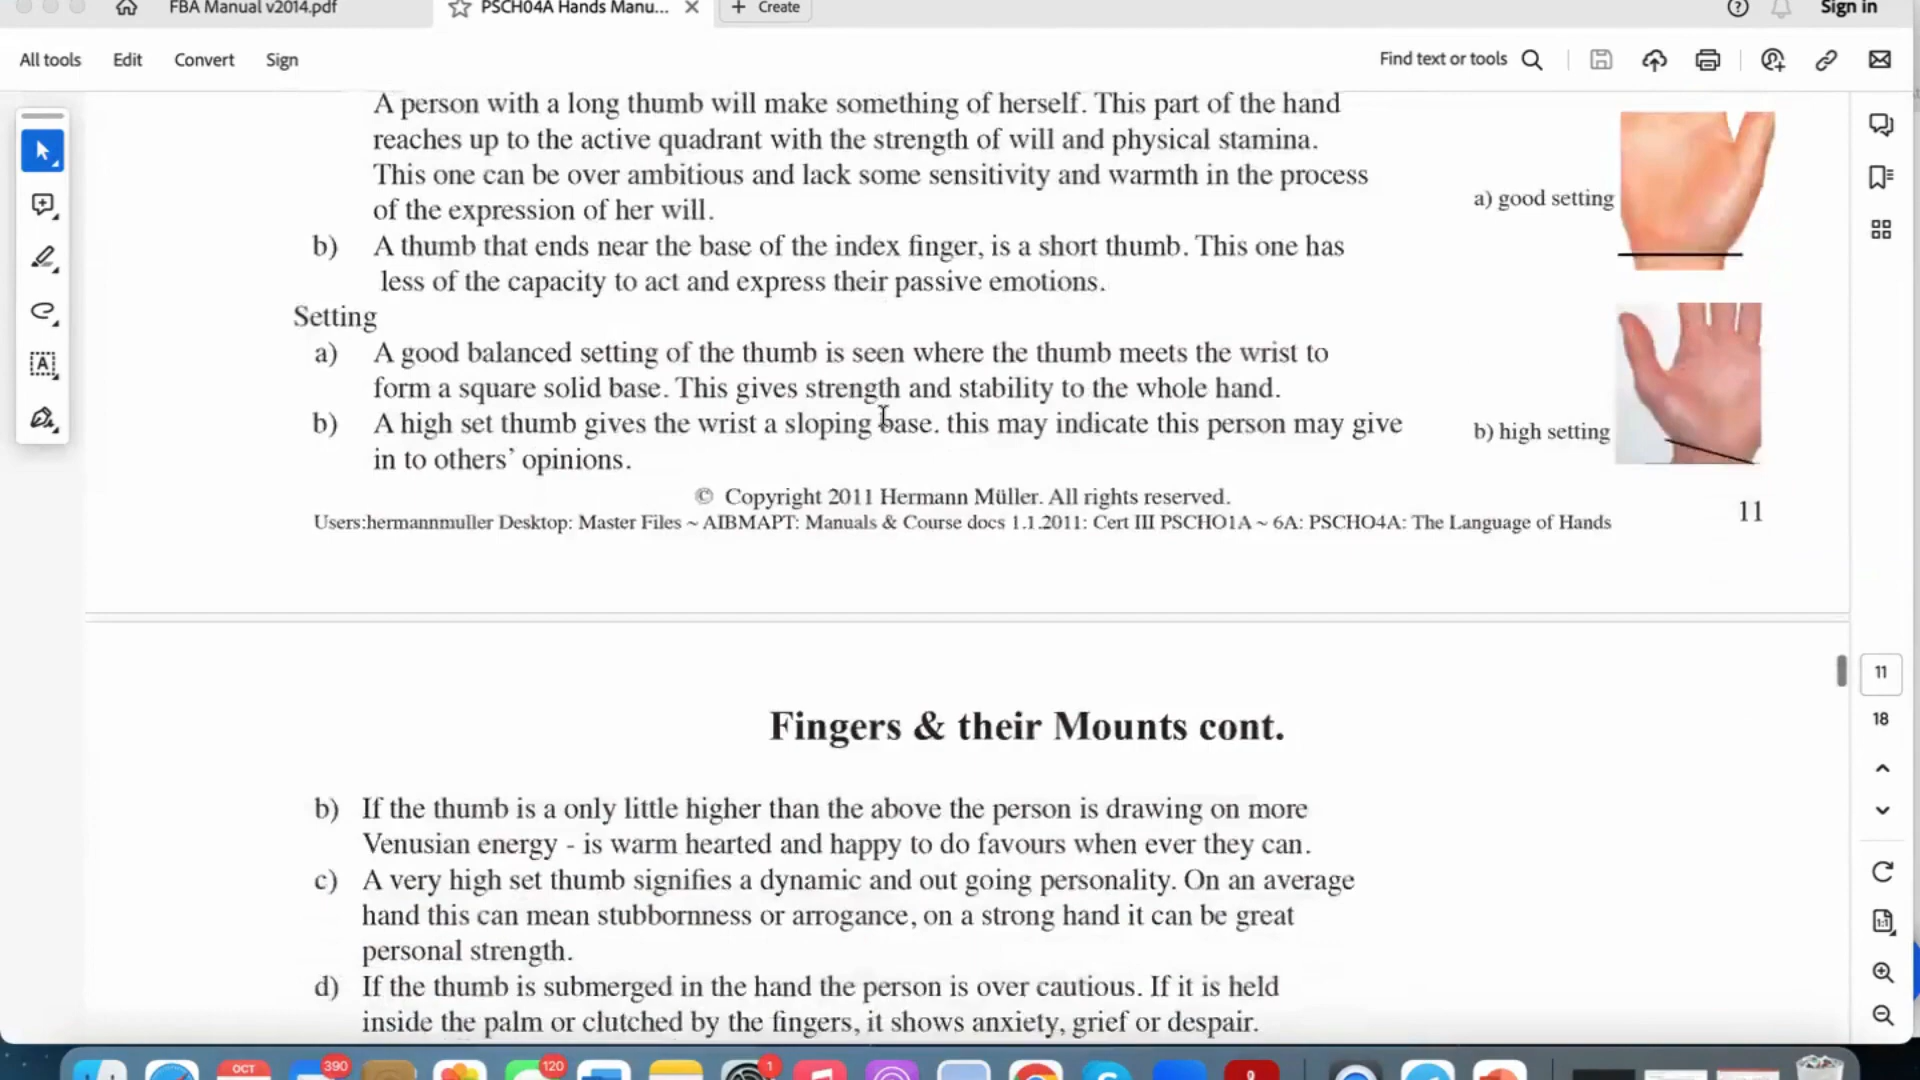 FBA Manual v2014.pdf
PSCH04A Hands Manu...
Create
Sign in
All tools
Edit
Convert
Sign
Find text or tools
A person with a long thumb will make something of herself. This part of the hand
reaches up to the active quadrant with the strength of will and physical stamina.
This one can be over ambitious and lack some sensitivity and warmth in the process
of the expression of her will.
a) good setting
b) A thumb that ends near the base of the index finger, is a short thumb. This one has
less of the capacity to act and express their passive emotions.
Setting
a) A good balanced setting of the thumb is seen where the thumb meets the wrist to
form a square solid base. This gives strength and stability to the whole hand.
b) A high set thumb gives the wrist a sloping base. this may indicate this person may give
in to others’ opinions.
b) high setting
© Copyright 2011 Hermann Müller. All rights reserved.
Users:hermannmuller Desktop: Master Files ~ AIBMAPT: Manuals & Course docs 1.1.2011: Cert III PSCHO1A ~ 6A: PSCHO4A: The Language of Hands
11
Fingers & their Mounts cont.
b) If the thumb is a only little higher than the above the person is drawing on more
Venusian energy - is warm hearted and happy to do favours when ever they can.
c) A very high set thumb signifies a dynamic and out going personality. On an average
hand this can mean stubbornness or arrogance, on a strong hand it can be great
personal strength.
d) If the thumb is submerged in the hand the person is over cautious. If it is held
inside the palm or clutched by the fingers, it shows anxiety, grief or despair.
11
18
1:1
OCT
390
120
1